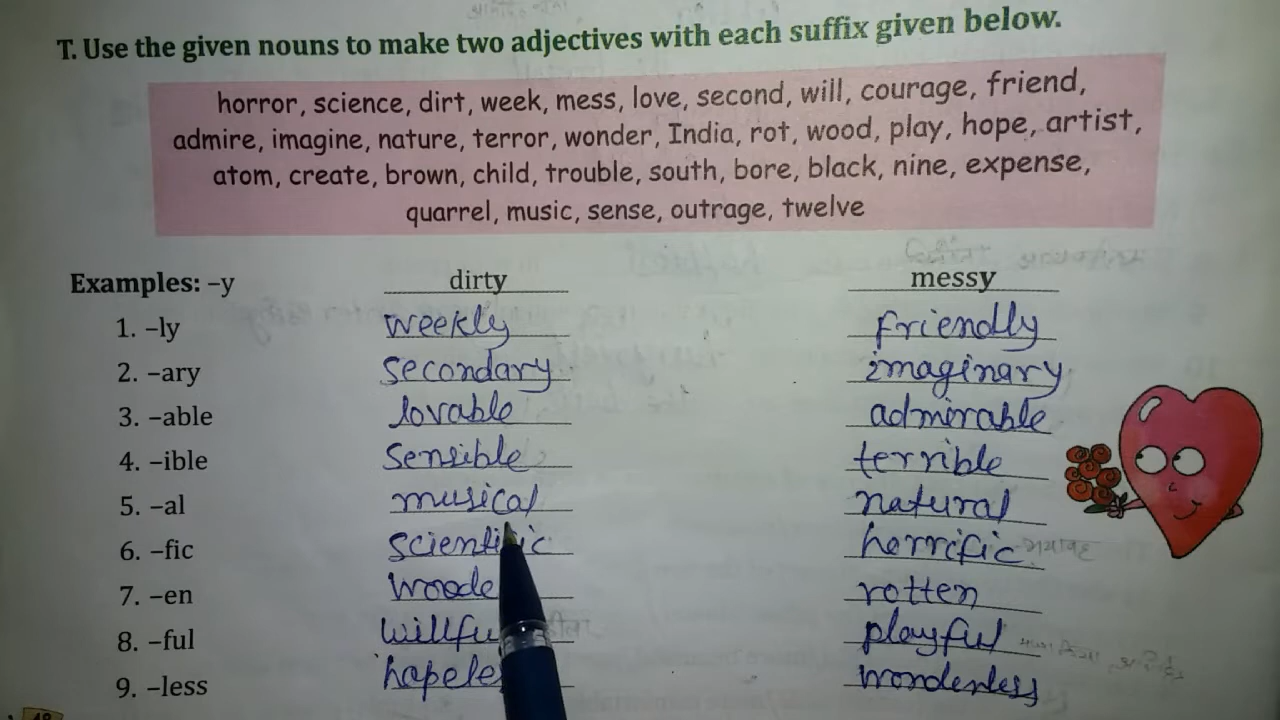 T. Use the given nouns to make two adjectives with each suffix given below.
horror, science, dirt, week, mess, love, second, will, courage, friend,
admire, imagine, nature, terror, wonder, India, rot, wood, play, hope, artist,
atom, create, brown, child, trouble, south, bore, black, nine, expense,
quarrel, music, sense, outrage, twelve
Examples: –y dirty messy
1. –ly weekly friendly
2. –ary secondary imaginary
3. –able lovable admirable
4. –ible sensible terrible
5. –al musical natural
6. –fic horrific भयावह
7. –en rotten
8. –ful playful
9. –less wonderless